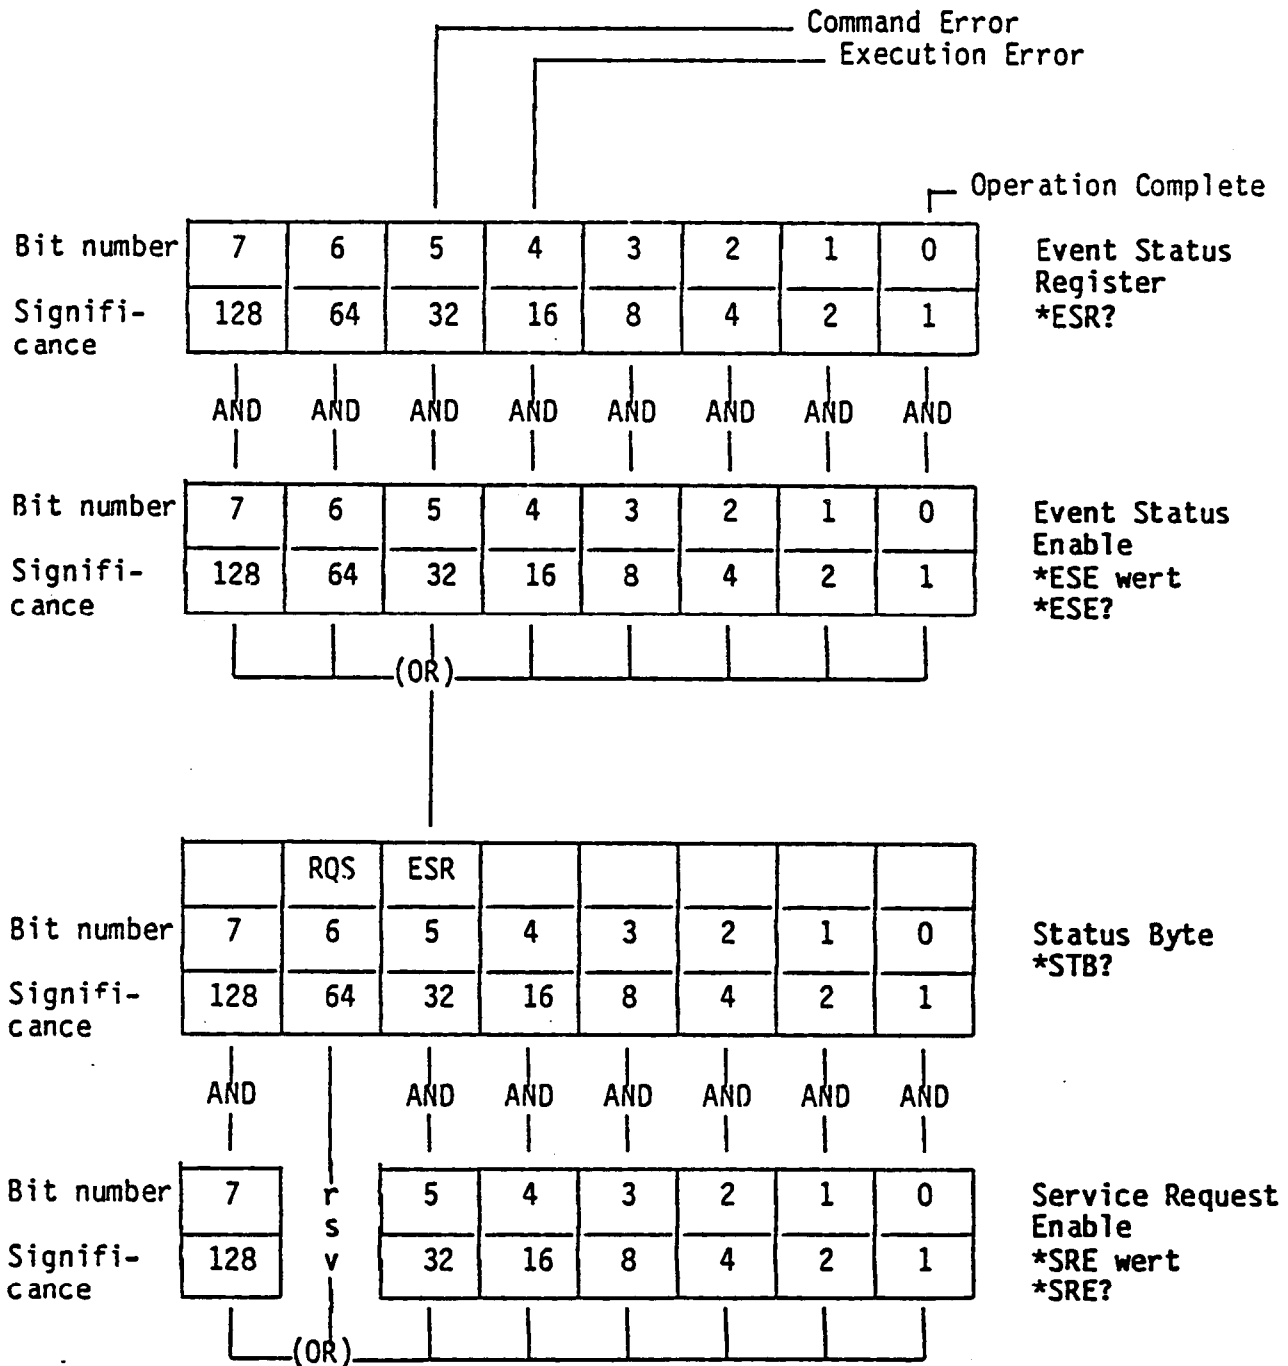 Command Error
Execution Error
Operation Complete
Bit number 7 6 5 4 3 2 1 0 Event Status
Register
Signifi- 128 64 32 16 8 4 2 1 *ESR?
cance
AND AND AND AND AND AND AND AND
Bit number 7 6 5 4 3 2 1 0 Event Status
Enable
Signifi- 128 64 32 16 8 4 2 1 *ESE wert
cance *ESE?
(OR)
RQS ESR
Bit number 7 6 5 4 3 2 1 0 Status Byte
*STB?
Signifi- 128 64 32 16 8 4 2 1
cance
AND AND AND AND AND AND AND
Bit number 7 r 5 4 3 2 1 0 Service Request
s Enable
Signifi- 128 v 32 16 8 4 2 1 *SRE wert
cance *SRE?
(OR)